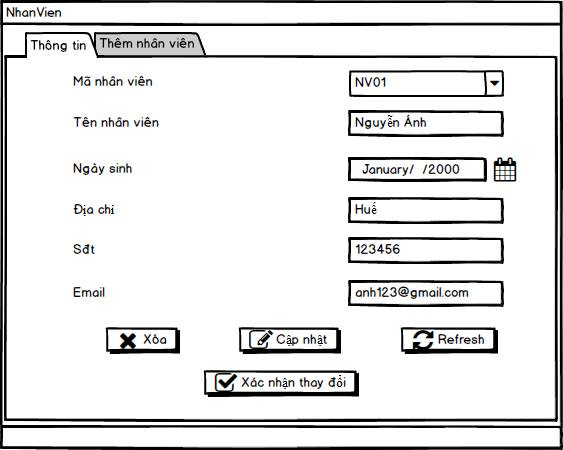 NhanVien
Thông tin
Thêm nhân viên
Mã nhân viên
NV01
Tên nhân viên
Nguyễn Ánh
Ngày sinh
January/ /2000
Địa chỉ
Huế
Sđt
123456
Email
anh123@gmail.com
Xóa
Cập nhật
Refresh
Xác nhận thay đổi